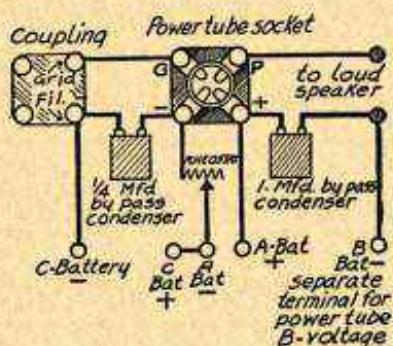 Coupling
Power tube socket
Grid
Fil.
G
P
-
+
to loud
speaker
RHEOSTAT
1/4 Mfd
by pass
condenser
1- Mfd. by pass
condenser
C-Battery
-
C
Bat
+
A
Bat
-
A-Bat
+
B
Bat-
separate
terminal for
power tube
B-voltage